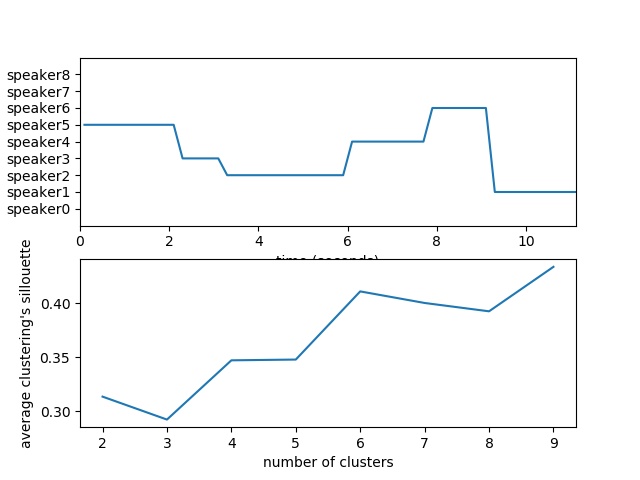 speaker8
speaker7
speaker6
speaker5
speaker4
speaker3
speaker2
speaker1
speaker0
0 2 4 6 8 10
time (seconds)
average clustering's sillouette
0.40
0.35
0.30
2 3 4 5 6 7 8 9
number of clusters